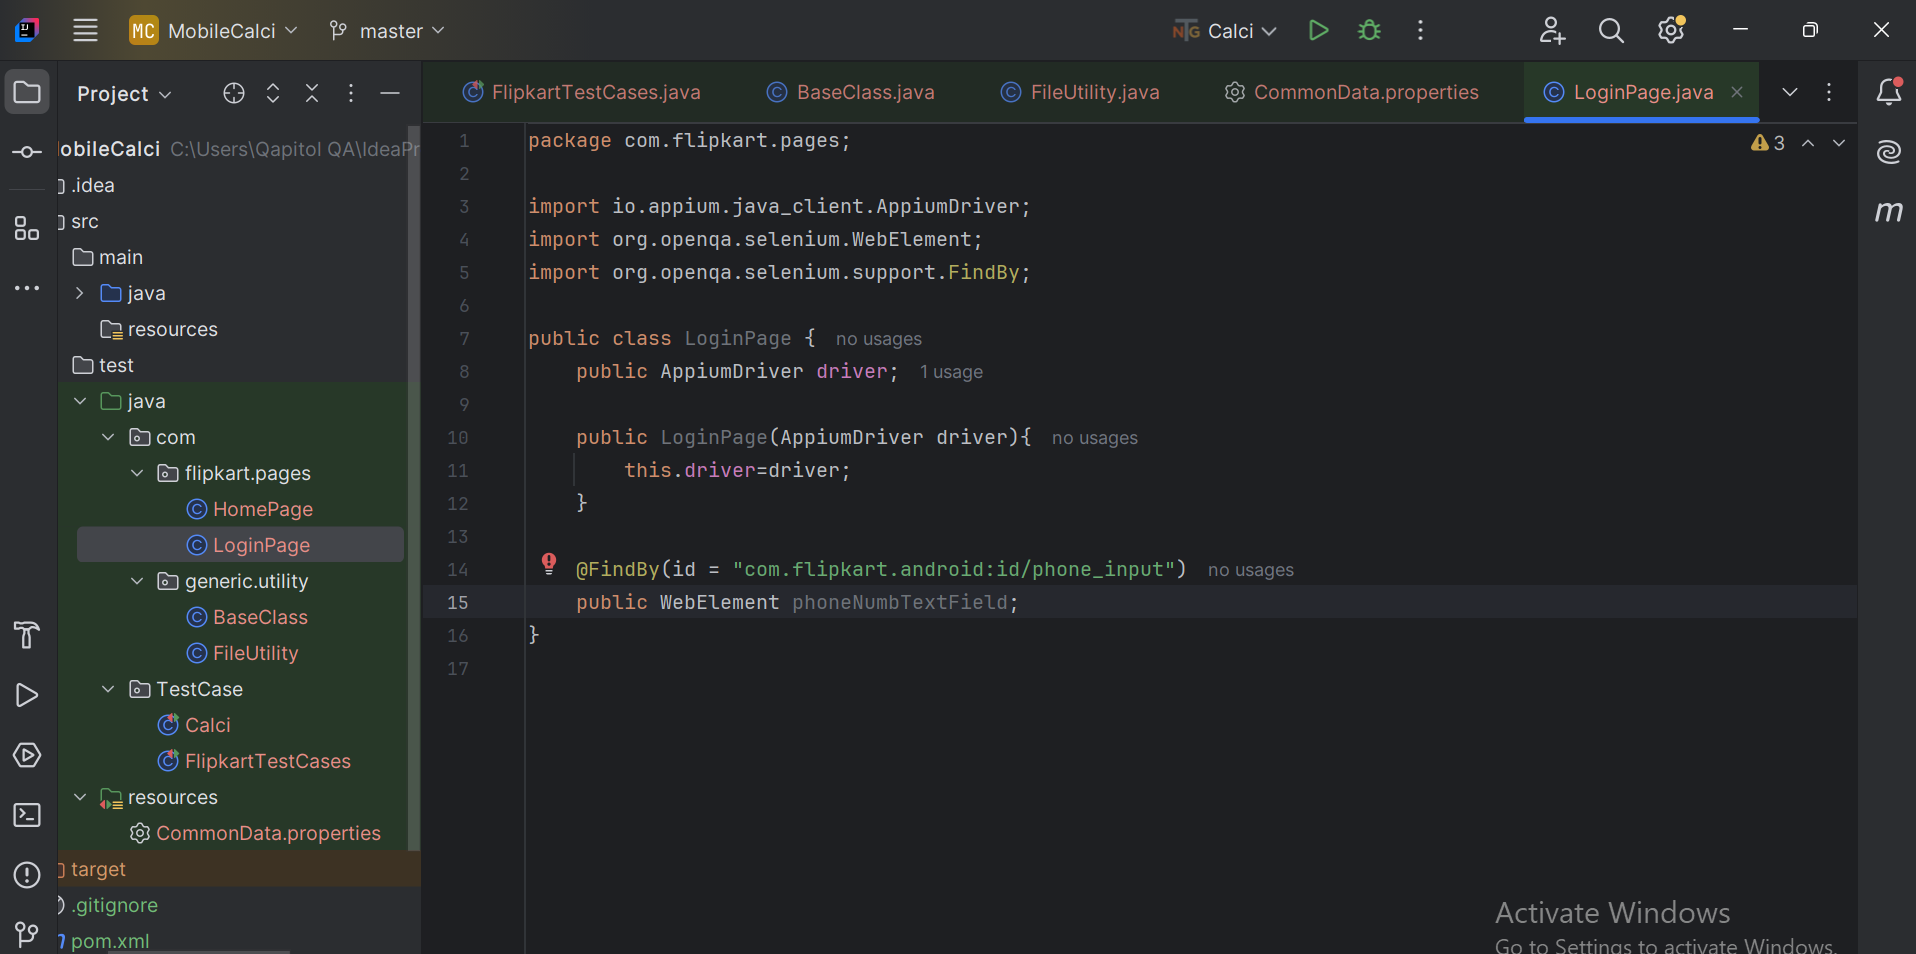 MC MobileCalci master Calci
Project
FlipkartTestCases.java BaseClass.java FileUtility.java CommonData.properties LoginPage.java
obileCalci C:\Users\Qapitol QA\IdeaPr
.idea
src
main
java
resources
test
java
com
flipkart.pages
HomePage
LoginPage
generic.utility
BaseClass
FileUtility
TestCase
Calci
FlipkartTestCases
resources
CommonData.properties
target
.gitignore
pom.xml
3
1 package com.flipkart.pages;
2
3 import io.appium.java_client.AppiumDriver;
4 import org.openqa.selenium.WebElement;
5 import org.openqa.selenium.support.FindBy;
6
7 public class LoginPage { no usages
8 public AppiumDriver driver; 1 usage
9
10 public LoginPage(AppiumDriver driver){ no usages
11 this.driver=driver;
12 }
13
14 @FindBy(id = "com.flipkart.android:id/phone_input") no usages
15 public WebElement phoneNumbTextField;
16 }
17
m
Activate Windows
Go to Settings to activate Windows.